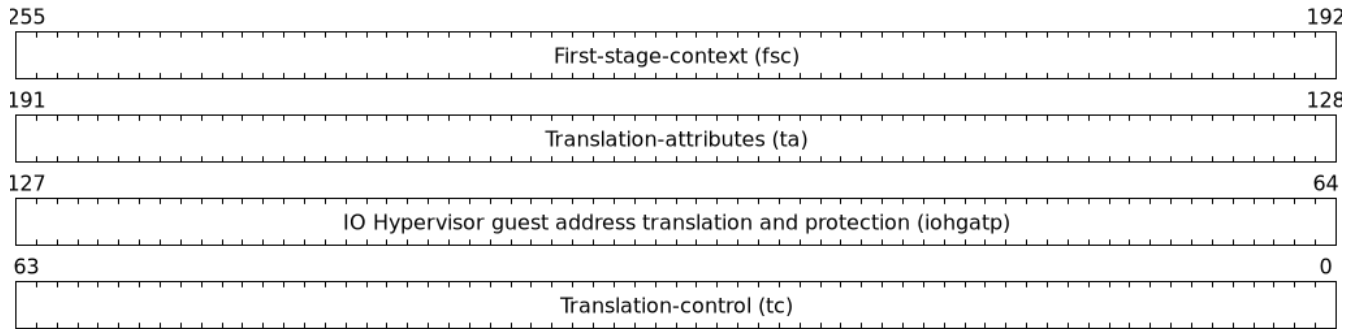 255 192
First-stage-context (fsc)
191 128
Translation-attributes (ta)
127 64
IO Hypervisor guest address translation and protection (iohgatp)
63 0
Translation-control (tc)